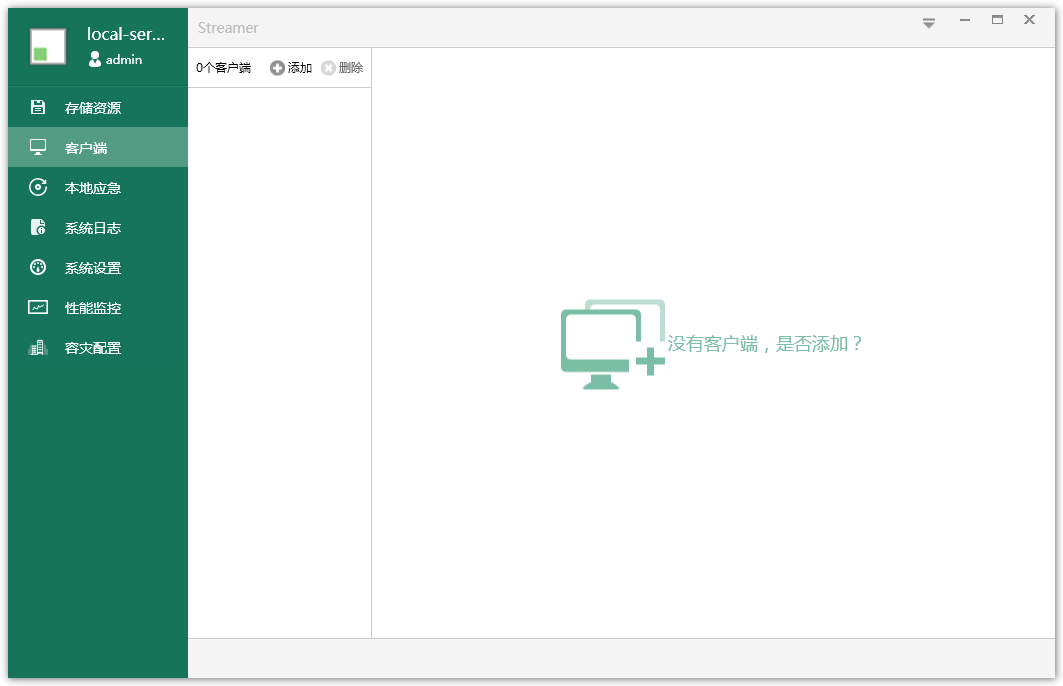 local-ser...
admin
Streamer
0个客户端 添加 删除
存储资源
客户端
本地应急
系统日志
系统设置
性能监控
容灾配置
没有客户端，是否添加？